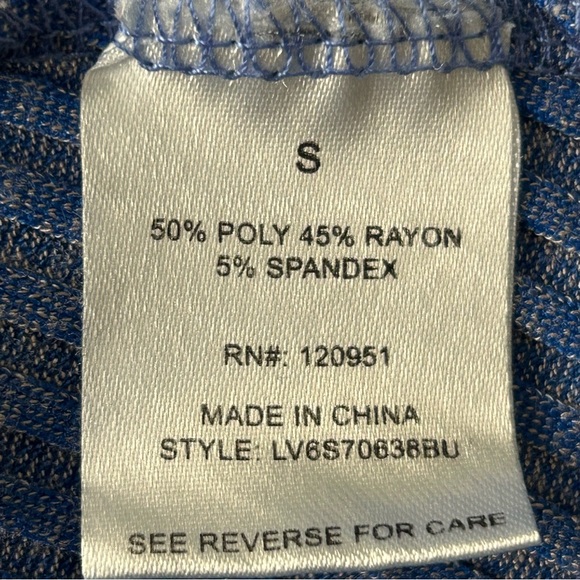 S
50% POLY 45% RAYON
5% SPANDEX
RN#: 120951
MADE IN CHINA
STYLE: LV6S70638BU
SEE REVERSE FOR CARE